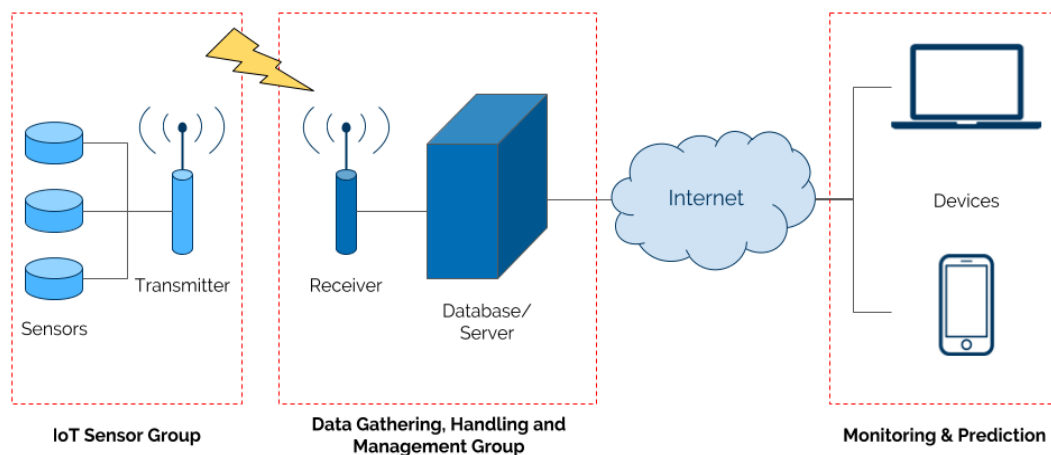 Sensors
Transmitter
IoT Sensor Group
Receiver
Database/
Server
Data Gathering, Handling and
Management Group
Internet
Devices
Monitoring & Prediction